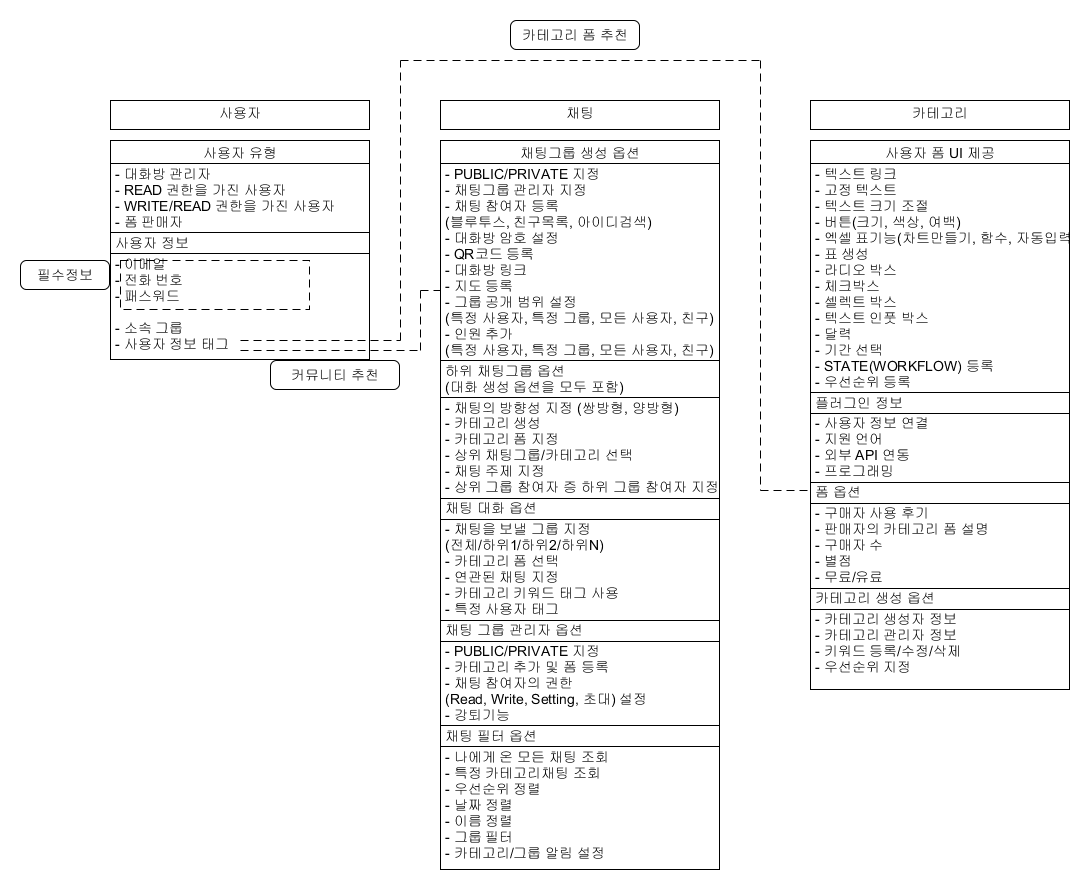 카테고리 폼 추천
사용자
사용자 유형
- 대화방 관리자
- READ 권한을 가진 사용자
- WRITE/READ 권한을 가진 사용자
- 폼 판매자
사용자 정보
- 이메일
- 전화 번호
- 패스워드
- 소속 그룹
- 사용자 정보 태그
필수정보
커뮤니티 추천
채팅
채팅그룹 생성 옵션
- PUBLIC/PRIVATE 지정
- 채팅그룹 관리자 지정
- 채팅 참여자 등록
(블루투스, 친구목록, 아이디검색)
- 대화방 암호 설정
- QR코드 등록
- 대화방 링크
- 지도 등록
- 그룹 공개 범위 설정
(특정 사용자, 특정 그룹, 모든 사용자, 친구)
- 인원 추가
(특정 사용자, 특정 그룹, 모든 사용자, 친구)
하위 채팅그룹 옵션
(대화 생성 옵션을 모두 포함)
- 채팅의 방향성 지정 (쌍방형, 양방형)
- 카테고리 생성
- 카테고리 폼 지정
- 상위 채팅그룹/카테고리 선택
- 채팅 주제 지정
- 상위 그룹 참여자 증 하위 그룹 참여자 지정
채팅 대화 옵션
- 채팅을 보낼 그룹 지정
(전체/하위1/하위2/하위N)
- 카테고리 폼 선택
- 연관된 채팅 지정
- 카테고리 키워드 태그 사용
- 특정 사용자 태그
채팅 그룹 관리자 옵션
- PUBLIC/PRIVATE 지정
- 카테고리 추가 및 폼 등록
- 채팅 참여자의 권한
(Read, Write, Setting, 초대) 설정
- 강퇴기능
채팅 필터 옵션
- 나에게 온 모든 채팅 조회
- 특정 카테고리채팅 조회
- 우선순위 정렬
- 날짜 정렬
- 이름 정렬
- 그룹 필터
- 카테고리/그룹 알림 설정
카테고리
사용자 폼 UI 제공
- 텍스트 링크
- 고정 텍스트
- 텍스트 크기 조절
- 버튼(크기, 색상, 여백)
- 엑셀 표기능(차트만들기, 함수, 자동입력
- 표 생성
- 라디오 박스
- 체크박스
- 셀렉트 박스
- 텍스트 인풋 박스
- 달력
- 기간 선택
- STATE(WORKFLOW) 등록
- 우선순위 등록
플러그인 정보
- 사용자 정보 연결
- 지원 언어
- 외부 API 연동
- 프로그래밍
폼 옵션
- 구매자 사용 후기
- 판매자의 카테고리 폼 설명
- 구매자 수
- 별점
- 무료/유료
카테고리 생성 옵션
- 카테고리 생성자 정보
- 카테고리 관리자 정보
- 키워드 등록/수정/삭제
- 우선순위 지정